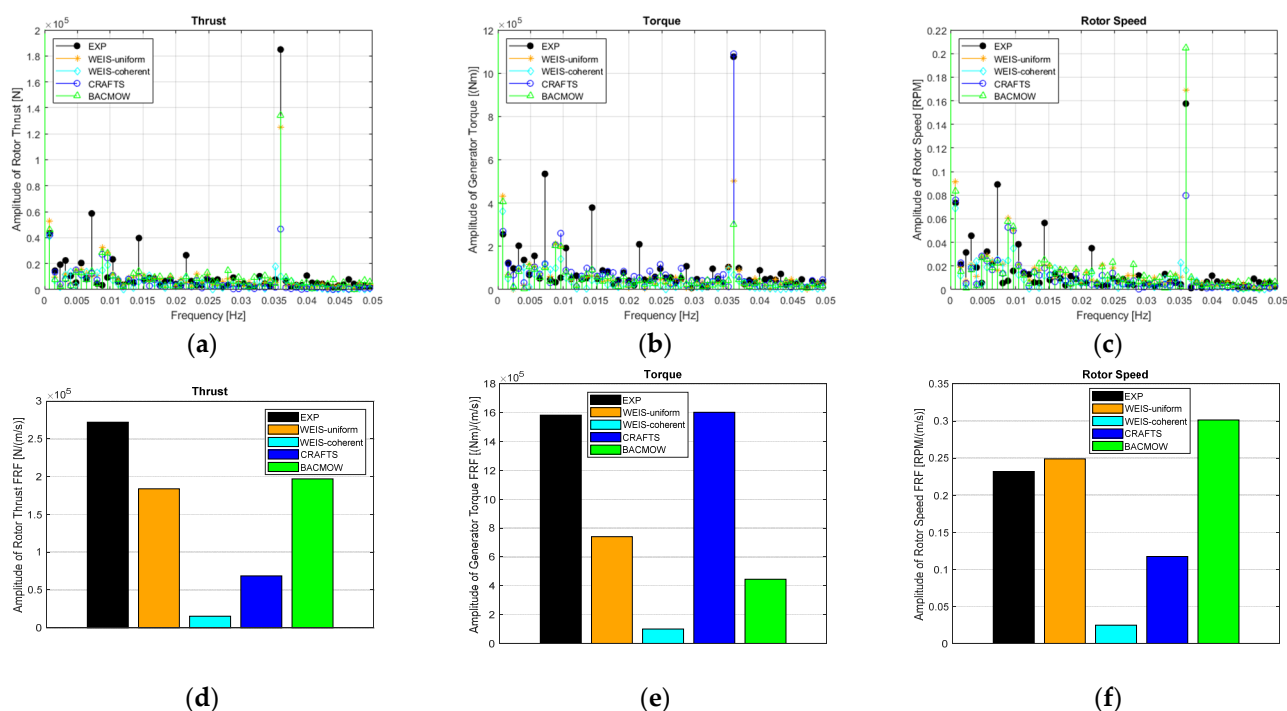 Thrust
×10⁵
2
1.8
1.6
1.4
1.2
1
0.8
0.6
0.4
0.2
0
Amplitude of Rotor Thrust [N]
EXP
WEIS-uniform
WEIS-coherent
CRAFTS
BACMOW
0 0.005 0.01 0.015 0.02 0.025 0.03 0.035 0.04 0.045 0.05
Frequency [Hz]
(a)
Torque
×10⁵
12
10
8
6
4
2
0
Amplitude of Generator Torque [(Nm)]
EXP
WEIS-uniform
WEIS-coherent
CRAFTS
BACMOW
0 0.005 0.01 0.015 0.02 0.025 0.03 0.035 0.04 0.045 0.05
Frequency [Hz]
(b)
Rotor Speed
0.22
0.2
0.18
0.16
0.14
0.12
0.1
0.08
0.06
0.04
0.02
0
Amplitude of Rotor Speed [RPM]
EXP
WEIS-uniform
WEIS-coherent
CRAFTS
BACMOW
0 0.005 0.01 0.015 0.02 0.025 0.03 0.035 0.04 0.045 0.05
Frequency [Hz]
(c)
Thrust
×10⁵
3
2.5
2
1.5
1
0.5
0
Amplitude of Rotor Thrust FRF [N/(m/s)]
EXP
WEIS-uniform
WEIS-coherent
CRAFTS
BACMOW
(d)
Torque
×10⁵
18
16
14
12
10
8
6
4
2
0
Amplitude of Generator Torque FRF [(Nm)/(m/s)]
EXP
WEIS-uniform
WEIS-coherent
CRAFTS
BACMOW
(e)
Rotor Speed
0.35
0.3
0.25
0.2
0.15
0.1
0.05
0
Amplitude of Rotor Speed FRF [RPM/(m/s)]
EXP
WEIS-uniform
WEIS-coherent
CRAFTS
BACMOW
(f)